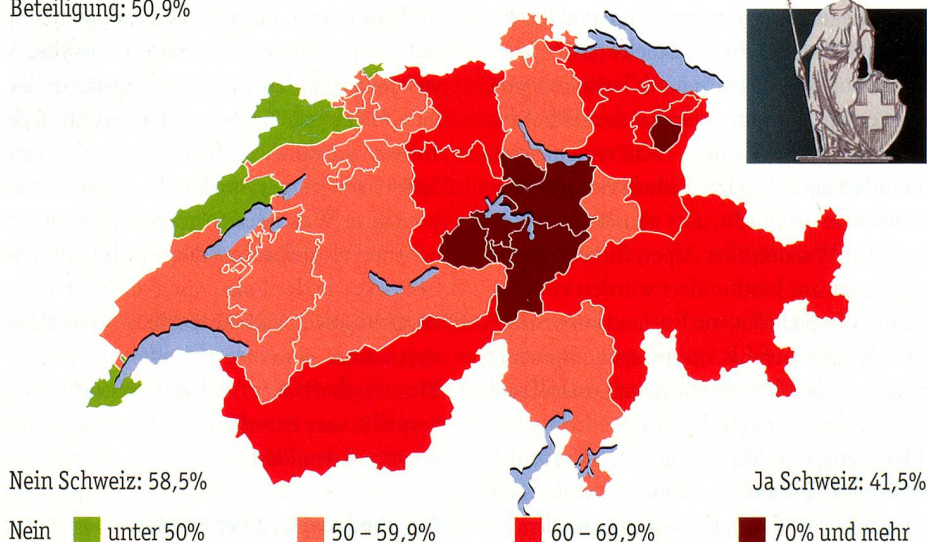 Beteiligung: 50,9%
Nein Schweiz: 58,5%
Ja Schweiz: 41,5%
Nein unter 50% 50 – 59,9% 60 – 69,9% 70% und mehr